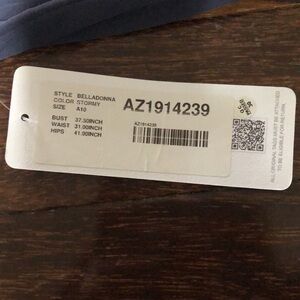 STYLE BELLADONNA
COLOR STORMY
SIZE A10
BUST 37.50INCH
WAIST 31.00INCH
HIPS 41.00INCH
AZ1914239
AZ1914239
ALL ORIGINAL TAGS MUST BE ATTACHED
TO BE ELIGIBLE FOR RETURN.